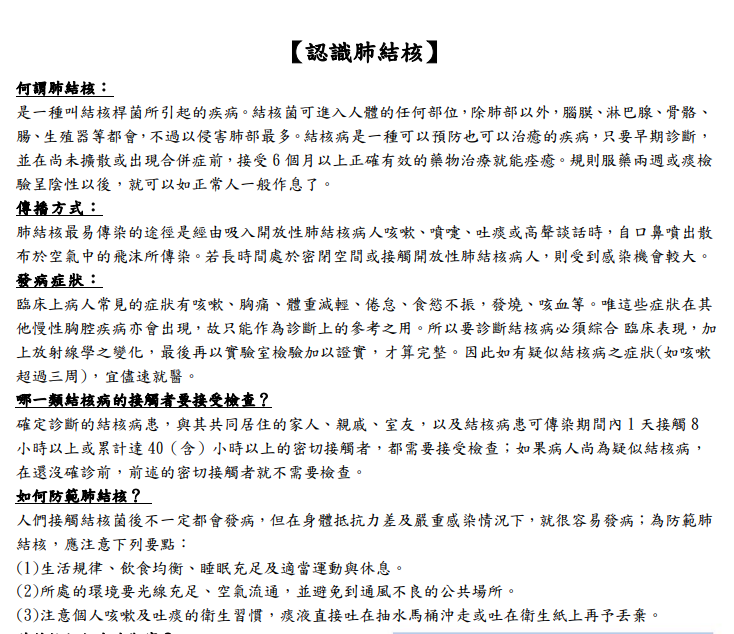 【認識肺結核】
何謂肺結核：
是一種叫結核桿菌所引起的疾病。結核菌可進入人體的任何部位，除肺部以外，腦膜、淋巴腺、骨骼、
腸、生殖器等都會，不過以侵害肺部最多。結核病是一種可以預防也可以治癒的疾病，只要早期診斷，
並在尚未擴散或出現合併症前，接受 6 個月以上正確有效的藥物治療就能痊癒。規則服藥兩週或痰檢
驗呈陰性以後，就可以如正常人一般作息了。
傳播方式：
肺結核最易傳染的途徑是經由吸入開放性肺結核病人咳嗽、噴嚏、吐痰或高聲談話時，自口鼻噴出散
布於空氣中的飛沫所傳染。若長時間處於密閉空間或接觸開放性肺結核病人，則受到感染機會較大。
發病症狀：
臨床上病人常見的症狀有咳嗽、胸痛、體重減輕、倦怠、食慾不振，發燒、咳血等。唯這些症狀在其
他慢性胸腔疾病亦會出現，故只能作為診斷上的參考之用。所以要診斷結核病必須綜合 臨床表現，加
上放射線學之變化，最後再以實驗室檢驗加以證實，才算完整。因此如有疑似結核病之症狀(如咳嗽
超過三周)，宜儘速就醫。
哪一類結核病的接觸者要接受檢查？
確定診斷的結核病患，與其共同居住的家人、親戚、室友，以及結核病患可傳染期間內 1 天接觸 8
小時以上或累計達 40（含）小時以上的密切接觸者，都需要接受檢查；如果病人尚為疑似結核病，
在還沒確診前，前述的密切接觸者就不需要檢查。
如何防範肺結核？
人們接觸結核菌後不一定都會發病，但在身體抵抗力差及嚴重感染情況下，就很容易發病；為防範肺
結核，應注意下列要點：
(1)生活規律、飲食均衡、睡眠充足及適當運動與休息。
(2)所處的環境要光線充足、空氣流通，並避免到通風不良的公共場所。
(3)注意個人咳嗽及吐痰的衛生習慣，痰液直接吐在抽水馬桶沖走或吐在衛生紙上再予丟棄。